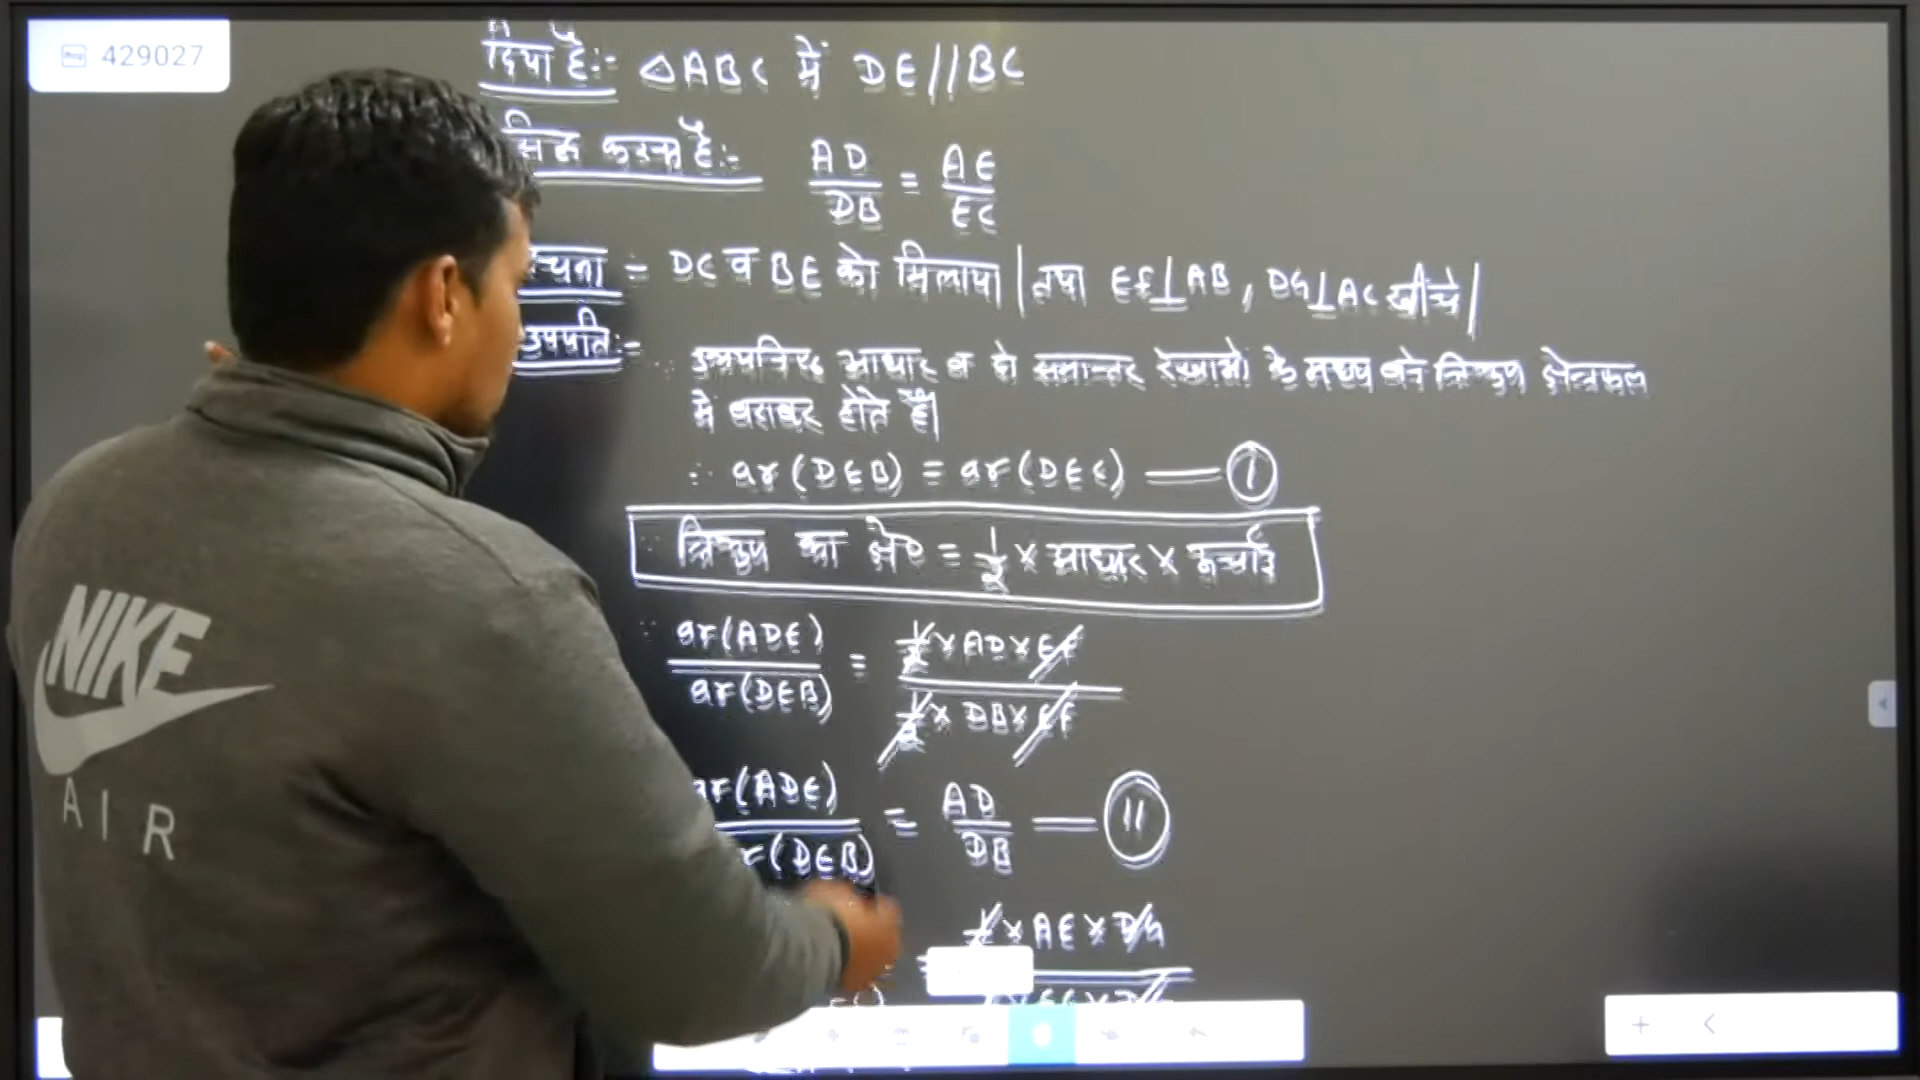 429027
दिया है:- △ABC में DE//BC
सिद्ध करना है:- AD/DB = AE/EC
रचना = DC व BE को मिलाया | तथा EF⊥AB, DG⊥AC खींचे |
उपपति:- उभयनिष्ठ आधार व दो समान्तर रेखाओं के मध्य बने त्रिभुज क्षेत्रफल
में बराबर होते हैं।
∴ ar(DEB) = ar(DEC) — I
∵ त्रिभुज का क्षे० = 1/2 × आधार × ऊर्चाई
∵ ar(ADE)/ar(DEB) = 1/2 × AD × EF / 1/2 × DB × EF
ar(ADE)/r(DEB) = AD/DB — II
1/2 × AE × DG
NIKE
AIR